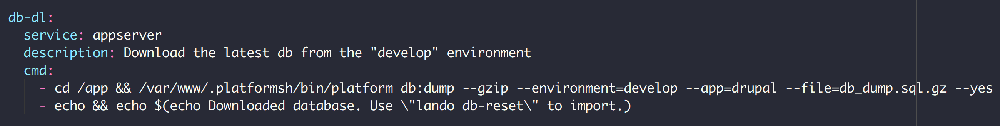 db-dl:
  service: appserver
  description: Download the latest db from the "develop" environment
  cmd:
    - cd /app && /var/www/.platformsh/bin/platform db:dump --gzip --environment=develop --app=drupal --file=db_dump.sql.gz --yes
    - echo && echo $(echo Downloaded database. Use \"lando db-reset\" to import.)